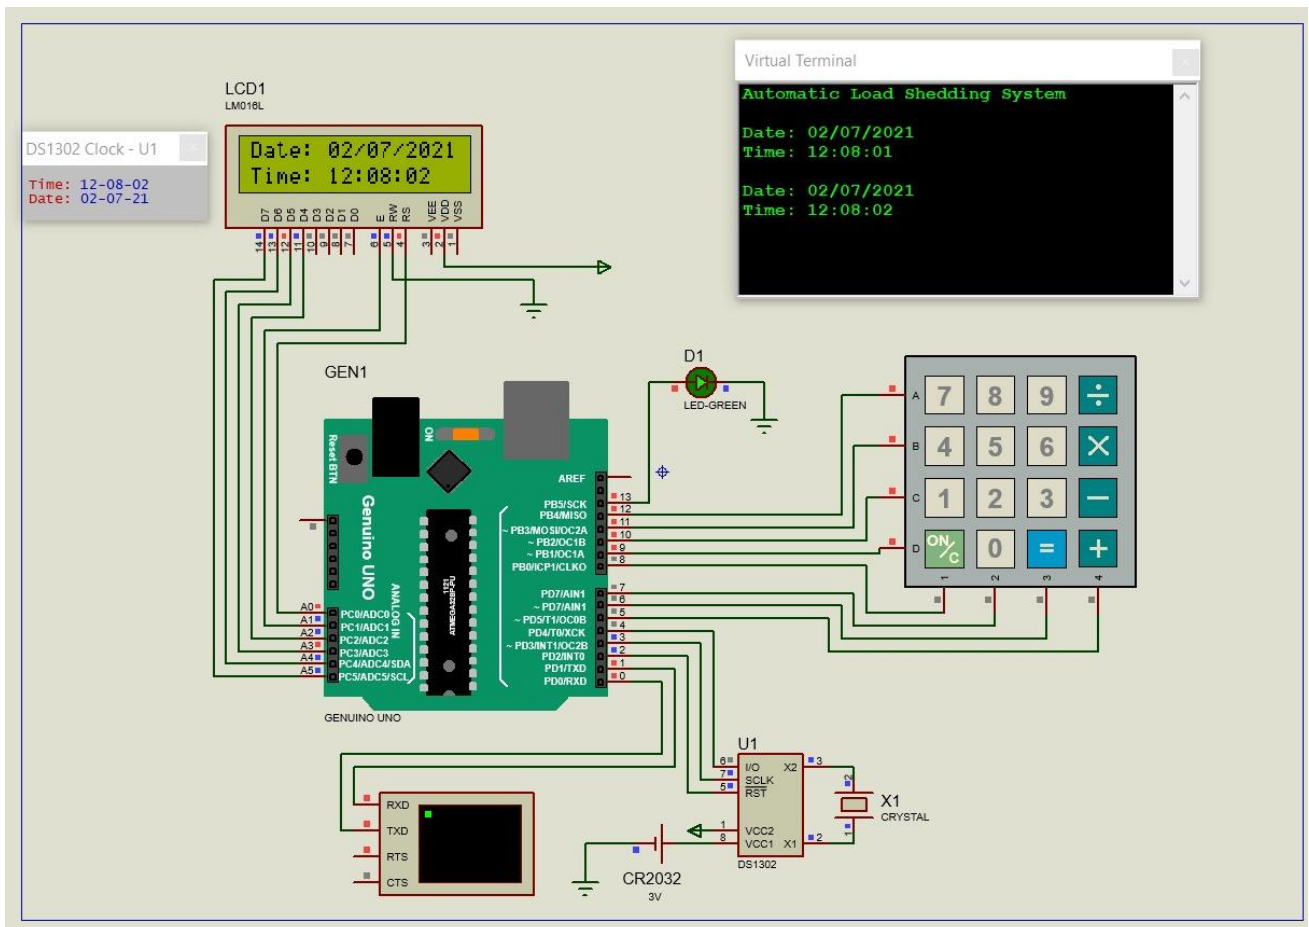 Virtual Terminal
Automatic Load Shedding System
Date: 02/07/2021
Time: 12:08:01
Date: 02/07/2021
Time: 12:08:02
LCD1
LM016L
DS1302 Clock - U1
Time: 12-08-02
Date: 02-07-21
Date: 02/07/2021
Time: 12:08:02
D7 D6 D5 D4 D3 D2 D1 D0 E RW RS VEE VDD VSS
14 13 12 11 10 9 8 7 6 5 4 3 2 1
GEN1
D1
LED-GREEN
Reset BTN
ON
Genuino UNO
ANALOG IN
1121
ATMEGA328P-PU
AREF
PB5/SCK 13
PB4/MISO 12
~ PB3/MOSI/OC2A 11
~ PB2/OC1B 10
~ PB1/OC1A 9
PB0/ICP1/CLKO 8
PD7/AIN1 7
~ PD7/AIN1 6
~ PD5/T1/OC0B 5
PD4/T0/XCK 4
~ PD3/INT1/OC2B 3
PD2/INT0 2
PD1/TXD 1
PD0/RXD 0
A0 PC0/ADC0
A1 PC1/ADC1
A2 PC2/ADC2
A3 PC3/ADC3
A4 PC4/ADC4/SDA
A5 PC5/ADC5/SCL
GENUINO UNO
A 7 8 9 ÷
B 4 5 6 ×
C 1 2 3 −
D ON/C 0 = +
1 2 3 4
RXD
TXD
RTS
CTS
U1
6 I/O X2 3
7 SCLK
5 RST
1 VCC2
8 VCC1 X1 2
DS1302
2
1
X1
CRYSTAL
CR2032
3V